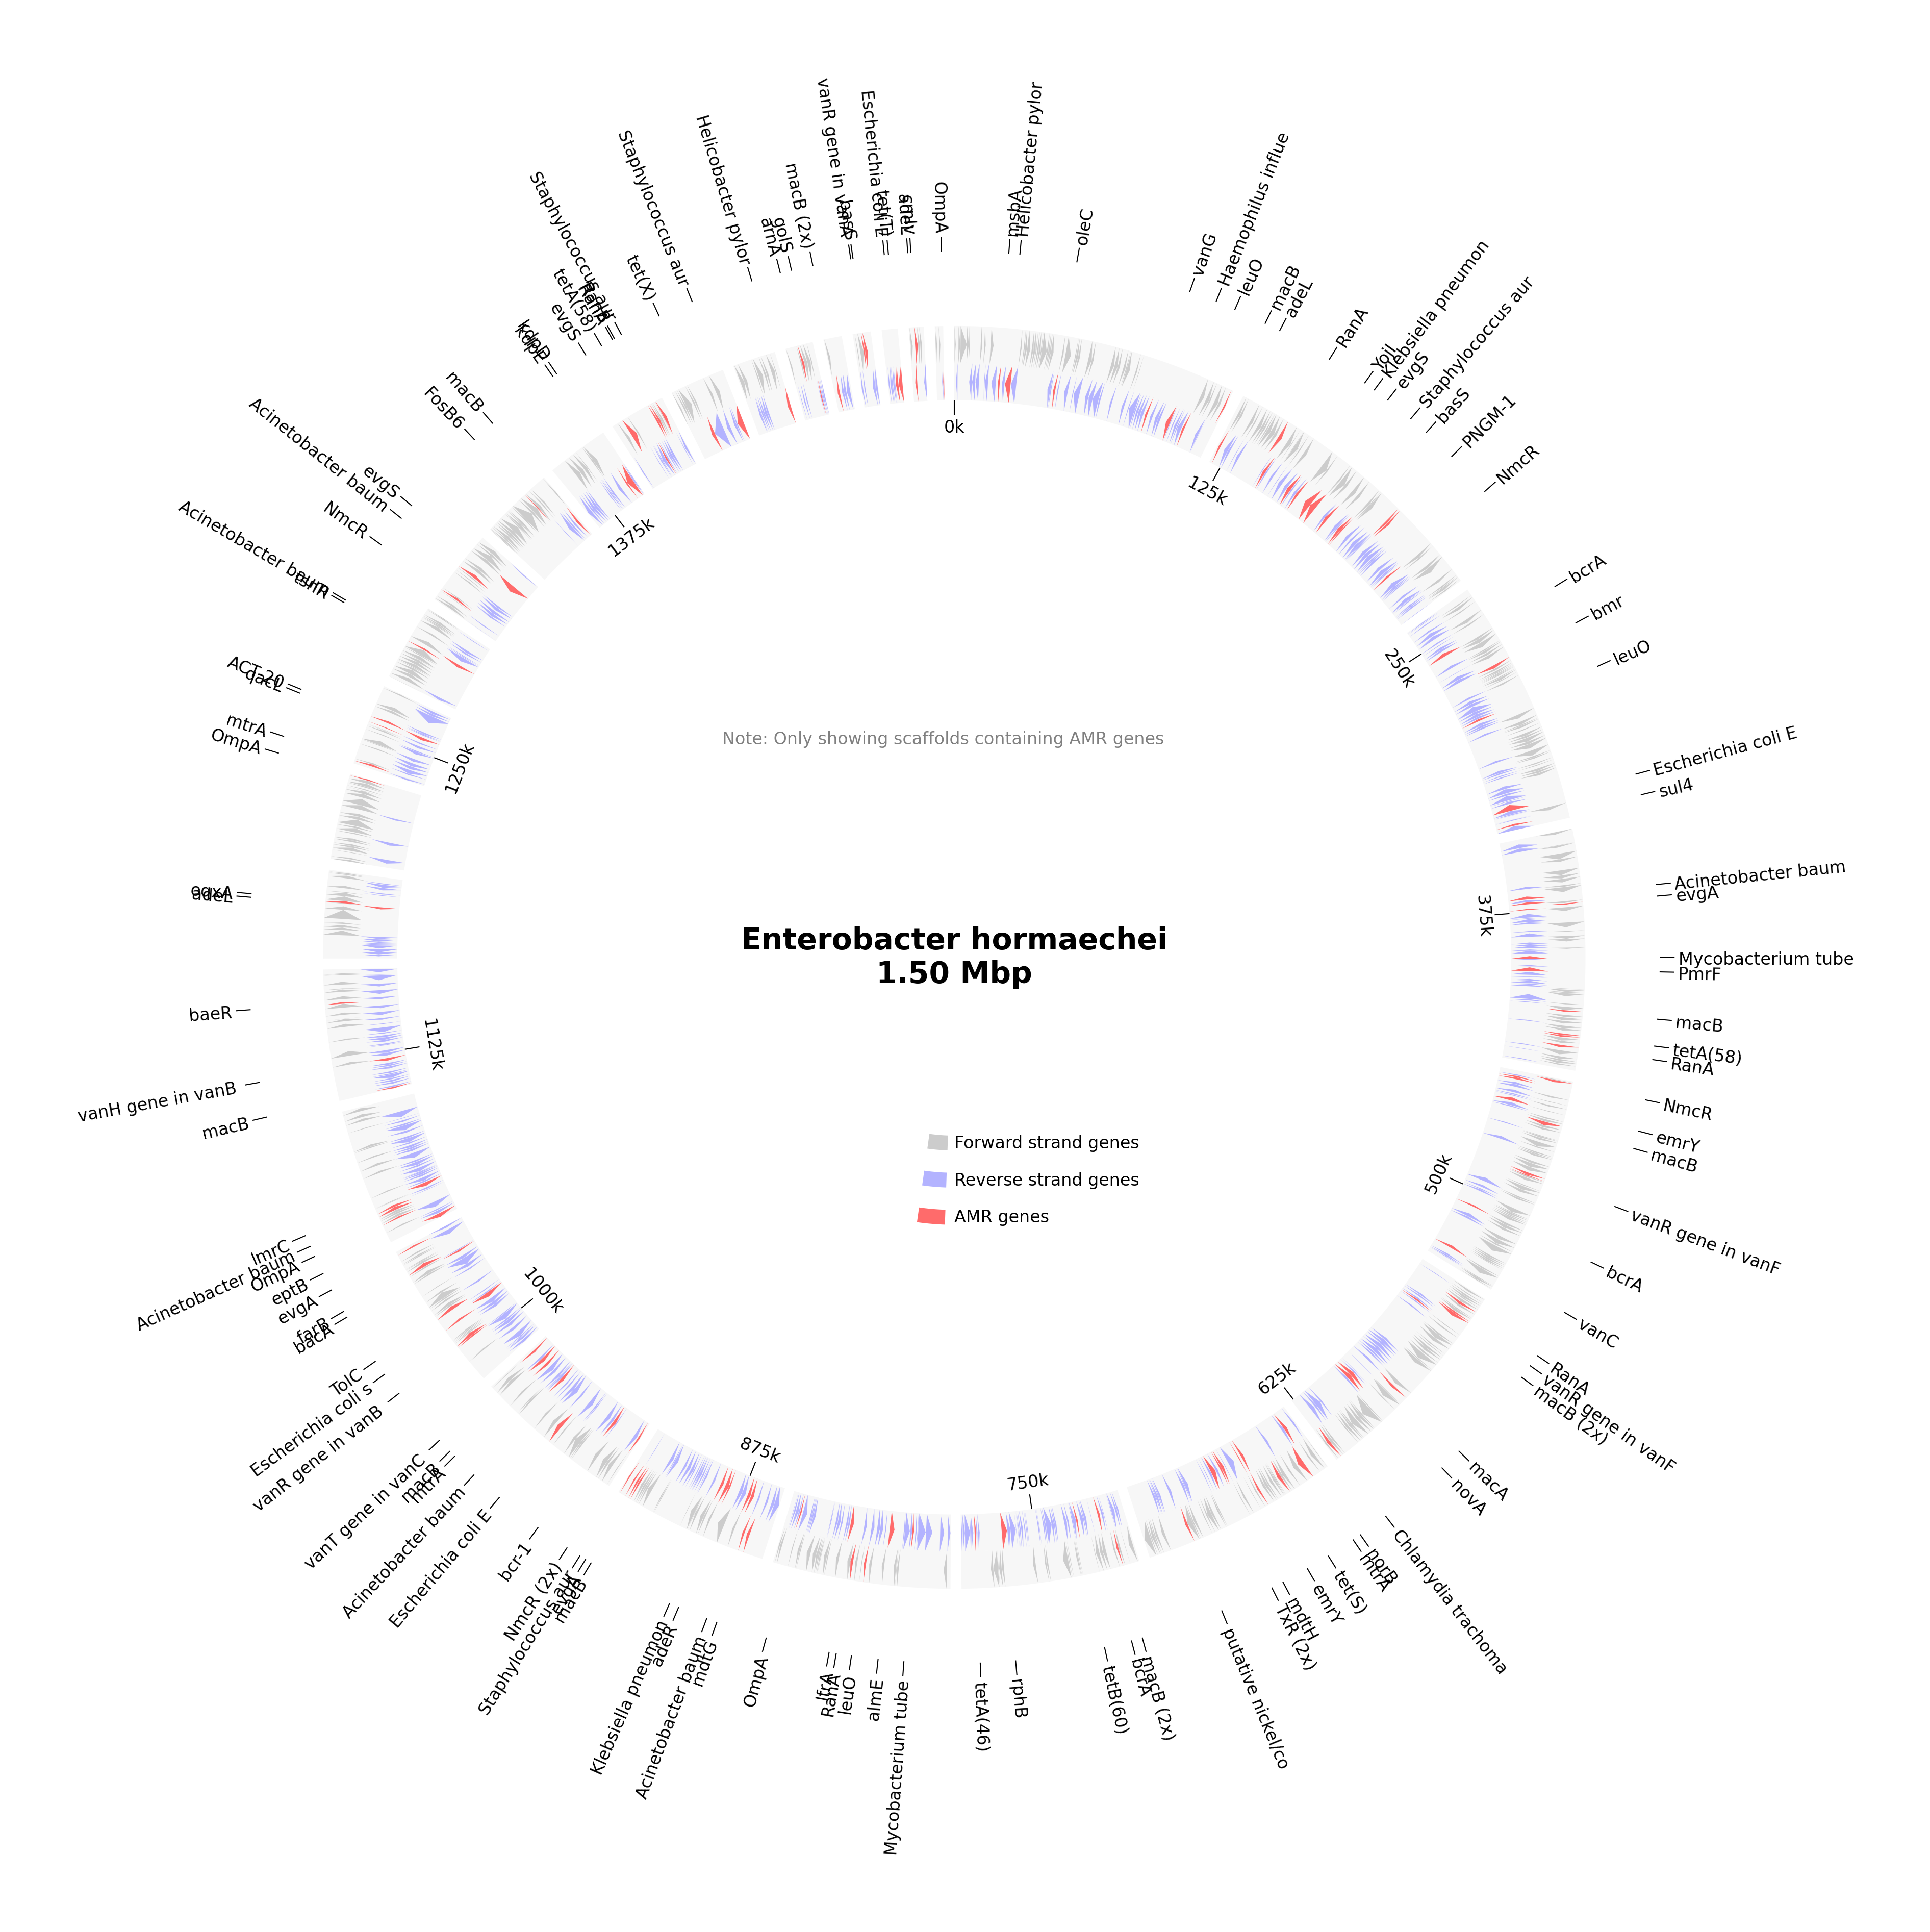 OmpA
msbA
Helicobacter pylor
oleC
vanG
Haemophilus influe
leuO
macB
adeL
RanA
YojI
Klebsiella pneumon
evgS
Staphylococcus aur
basS
PNGM-1
NmcR
bcrA
bmr
leuO
Escherichia coli E
sul4
Acinetobacter baum
evgA
Mycobacterium tube
PmrF
macB
tetA(58)
RanA
NmcR
emrY
macB
vanR gene in vanF
bcrA
vanC
RanA
vanR gene in vanF
macB (2x)
macA
novA
Chlamydia trachoma
porB
mtrA
tet(S)
emrY
mdtH
TxR (2x)
putative nickel/co
macB (2x)
bcrA
tetB(60)
rphB
tetA(46)
Mycobacterium tube
almE
leuO
RanA
lfrA
OmpA
mdtG
Acinetobacter baum
adeR
Klebsiella pneumon
macB
evgA
Staphylococcus aur
NmcR (2x)
bcr-1
Escherichia coli E
Acinetobacter baum
mtrA
macB
vanT gene in vanC
vanR gene in vanB
Escherichia coli s
TolC
bacA
farB
evgA
eptB
OmpA
Acinetobacter baum
lmrC
macB
vanH gene in vanB
baeR
adeL
oqxA
OmpA
mtrA
qacL
ACT-20
Acinetobacter baum
NmcR
Acinetobacter baum
evgS
FosB6
macB
kdpE
kdpD
evgS
tetA(58)
RanA
Staphylococcus aur
tet(X)
Staphylococcus aur
Helicobacter pylor
arnA
golS
macB (2x)
vanR gene in vanA
basS
Escherichia coli E
tet(T)
adeL
0k
125k
250k
375k
500k
625k
750k
875k
1000k
1125k
1250k
1375k
Note: Only showing scaffolds containing AMR genes
Enterobacter hormaechei
1.50 Mbp
Forward strand genes
Reverse strand genes
AMR genes